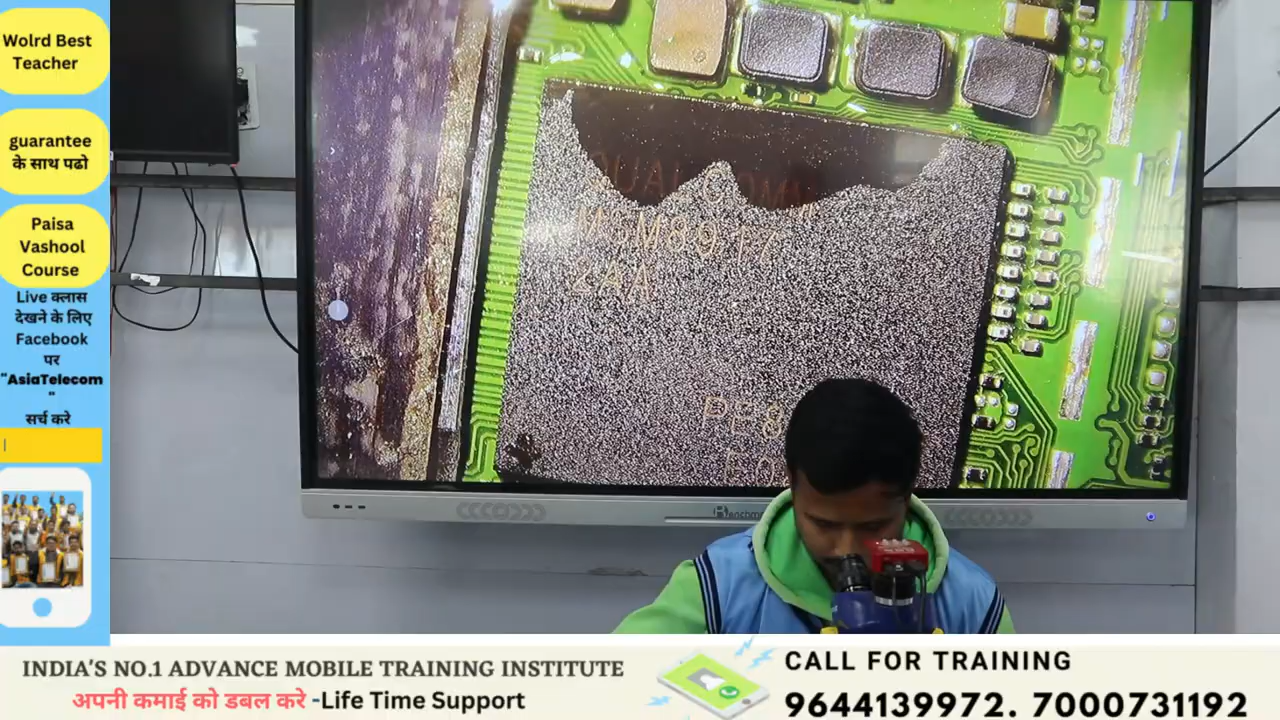 Wolrd Best
Teacher
guarantee
के साथ पढो
Paisa
Vashool
Course
Live क्लास
देखने के लिए
Facebook
पर
"AsiaTelecom
"
सर्च करे
QUALCOMM
2AA
INDIA'S NO.1 ADVANCE MOBILE TRAINING INSTITUTE
अपनी कमाई को डबल करे -Life Time Support
CALL FOR TRAINING
9644139972. 7000731192